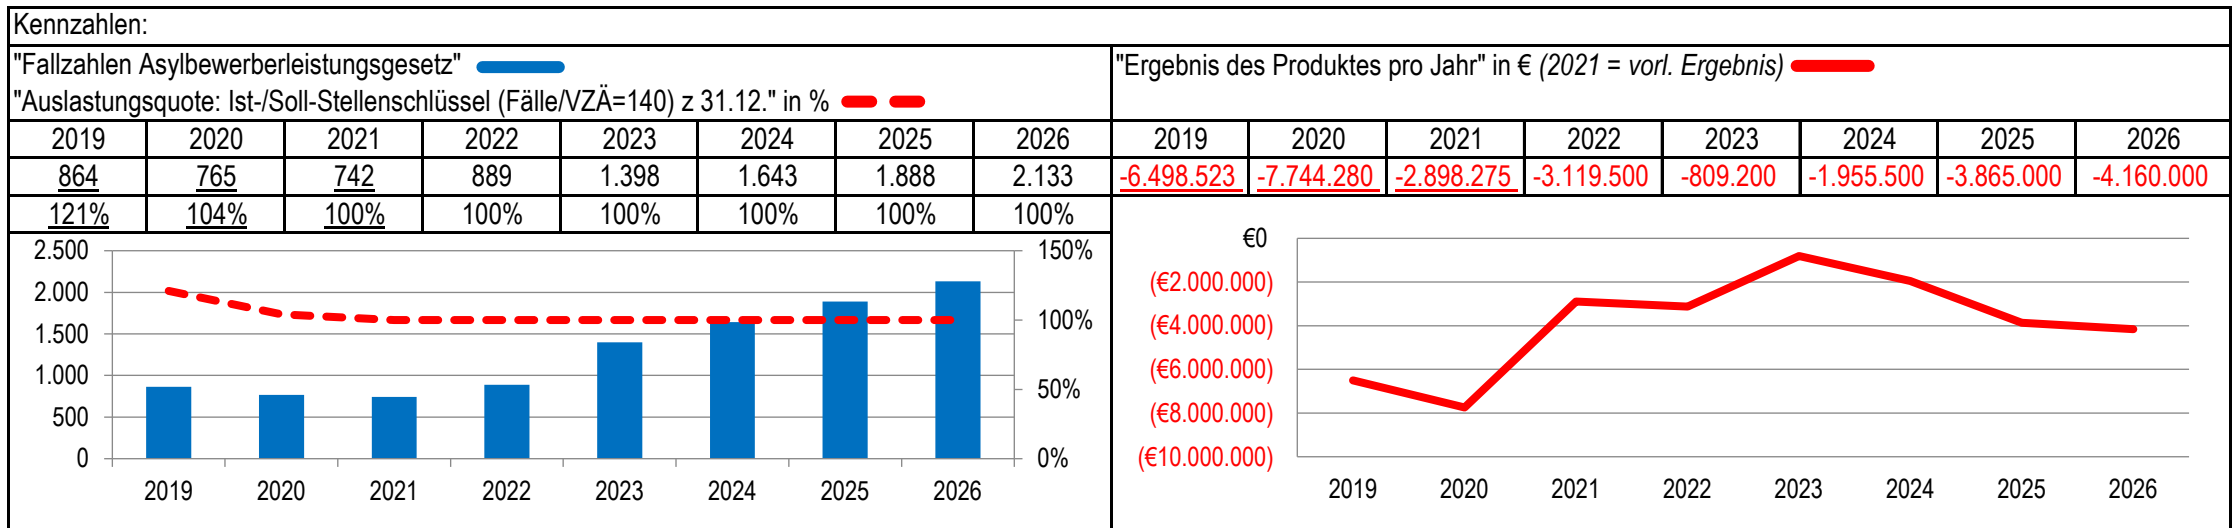 Kennzahlen:
"Fallzahlen Asylbewerberleistungsgesetz"
"Auslastungsquote: Ist-/Soll-Stellenschlüssel (Fälle/VZÄ=140) z 31.12." in %
2019 2020 2021 2022 2023 2024 2025 2026
864 765 742 889 1.398 1.643 1.888 2.133
121% 104% 100% 100% 100% 100% 100% 100%
2.500 150%
2.000
1.500 100%
1.000
500 50%
0 0%
2019 2020 2021 2022 2023 2024 2025 2026
"Ergebnis des Produktes pro Jahr" in € (2021 = vorl. Ergebnis)
2019 2020 2021 2022 2023 2024 2025 2026
-6.498.523 -7.744.280 -2.898.275 -3.119.500 -809.200 -1.955.500 -3.865.000 -4.160.000
€0
(€2.000.000)
(€4.000.000)
(€6.000.000)
(€8.000.000)
(€10.000.000)
2019 2020 2021 2022 2023 2024 2025 2026